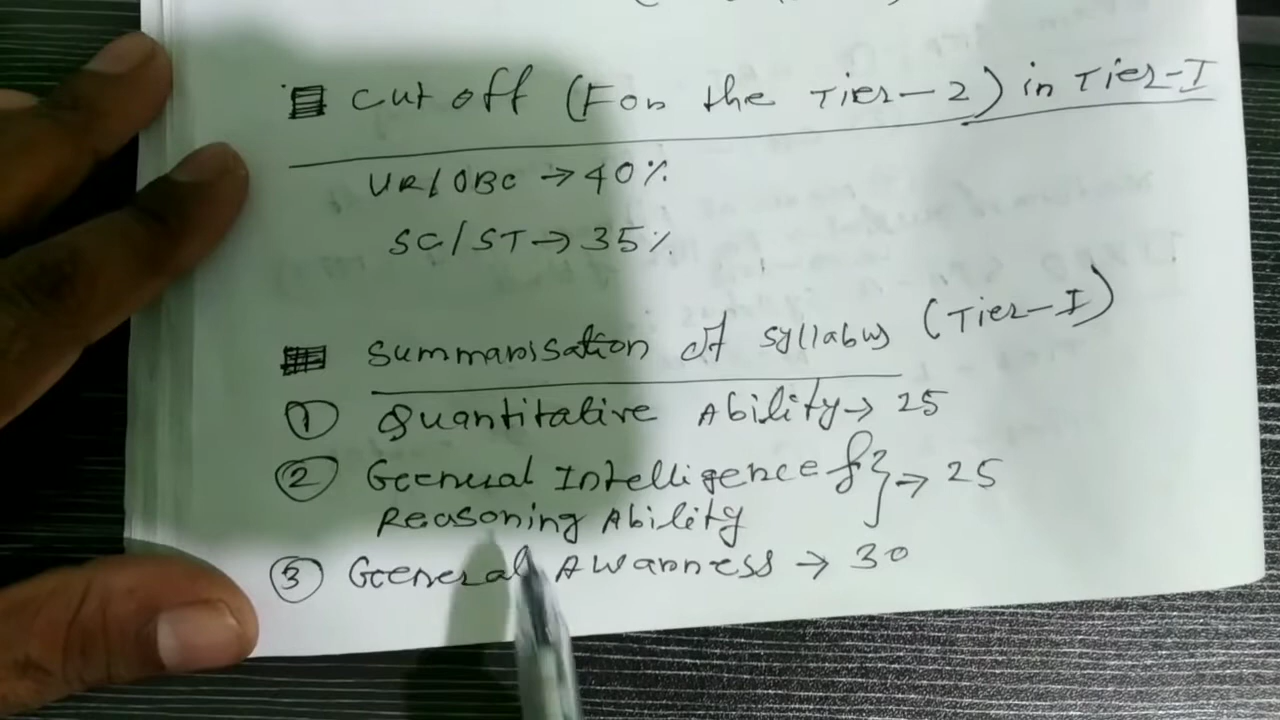 Cut off (For the Tier-2) in Tier-I
UR/OBC → 40%
SC/ST → 35%
Summarisation of syllabus (Tier-I)
① Quantitative Ability → 25
② General Intelligence & } → 25
Reasoning Ability
③ General Awarness → 30